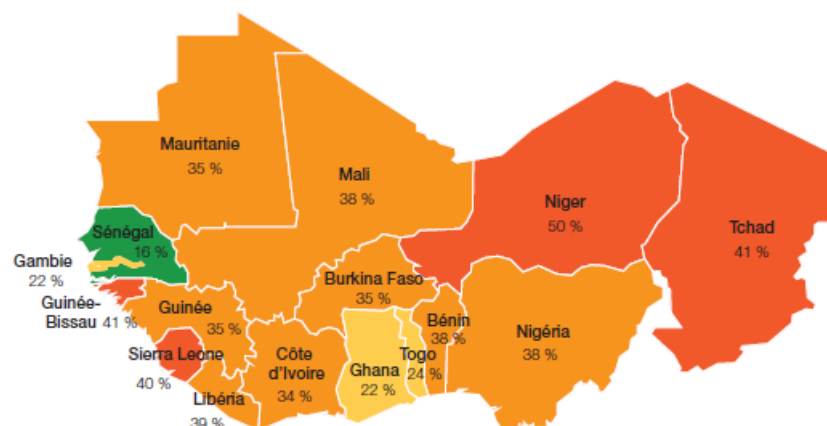 Mauritanie
35 %
Mali
38 %
Niger
50 %
Tchad
41 %
Sénégal
16 %
Gambie
22 %
Guinée-
Bissau
41 %
Guinée
35 %
Sierra Leone
40 %
Libéria
39 %
Côte
d'Ivoire
34 %
Burkina Faso
35 %
Ghana
22 %
Togo
24 %
Bénin
38 %
Nigéria
38 %